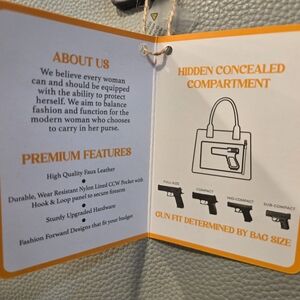 ABOUT US
We believe every woman
can and should be equipped
with the ability to protect
herself. We aim to balance
fashion and function for the
modern woman who chooses
to carry in her purse.
PREMIUM FEATURES
High Quality Faux Leather
Durable, Wear Resistant Nylon Lined CCW Pocket with
Hook & Loop panel to secure firearm
Sturdy Upgraded Hardware
Fashion Forward Designs that fit your budget
HIDDEN CONCEALED
COMPARTMENT
FULL-SIZE
COMPACT
MID-COMPACT
SUB-COMPACT
GUN FIT DETERMINED BY BAG SIZE